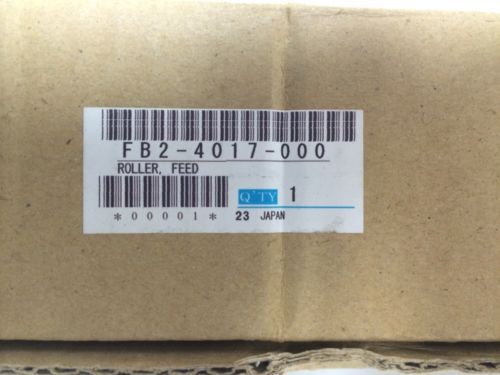 FB2-4017-000
ROLLER, FEED
Q'TY 1
*00001*
23 JAPAN